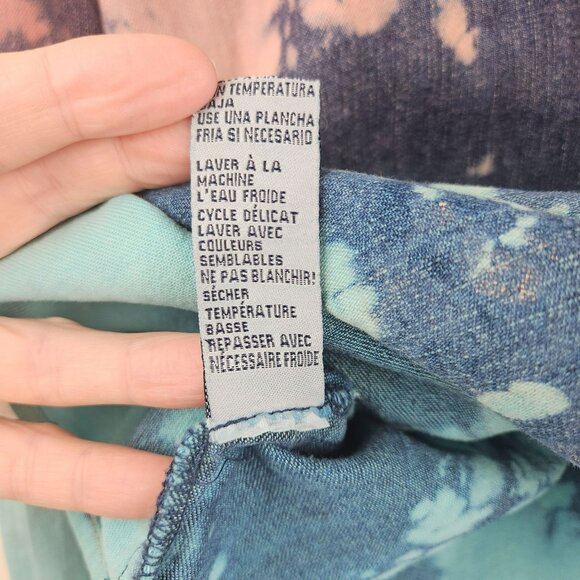 TEMPERATURA
BAJA
USE UNA PLANCHA
FRIA SI NECESARIO
LAVER À LA
MACHINE
L'EAU FROIDE
CYCLE DÉLICAT
LAVER AVEC
COULEURS
SEMBLABLES
NE PAS BLANCHIR!
SÉCHER
TEMPÉRATURE
BASSE
REPASSER AVEC
NÉCESSAIRE FROIDE